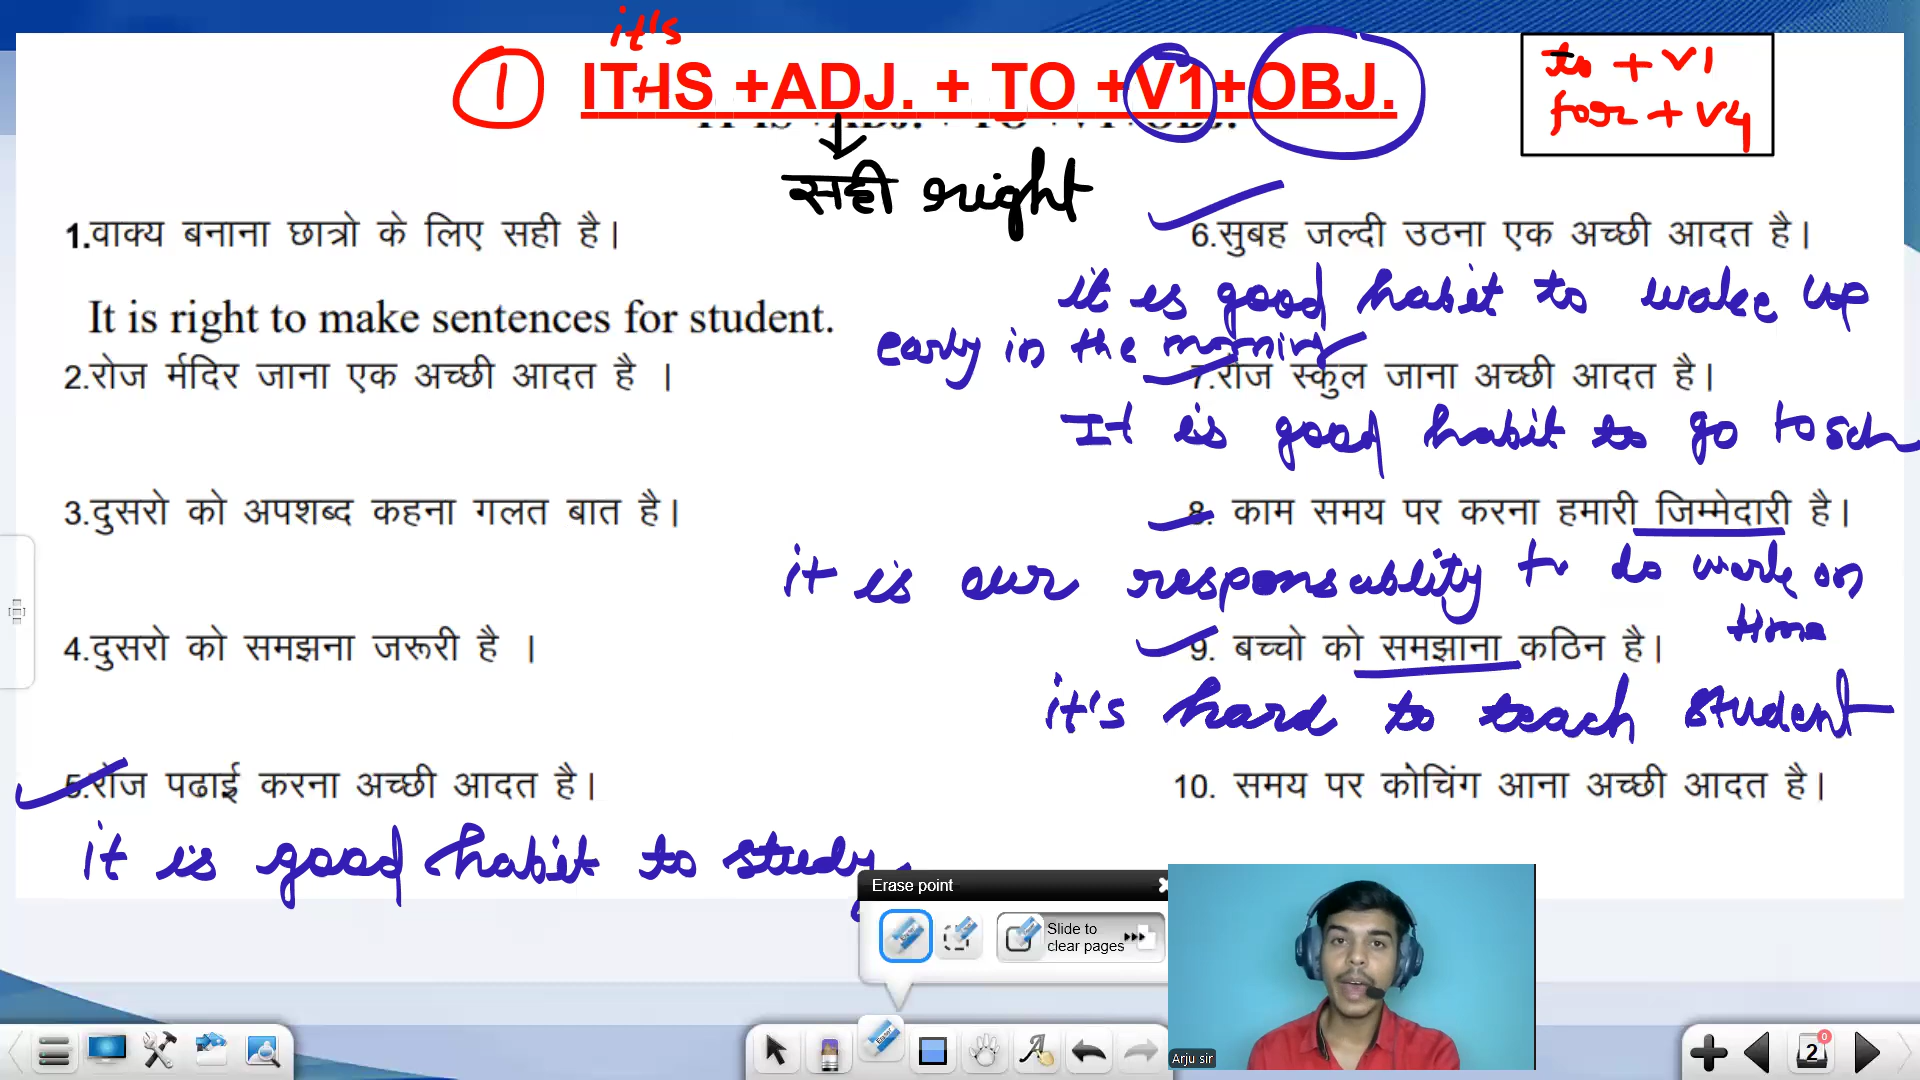 it's
① IT IS +ADJ. + TO +V1+OBJ.
to + V1
for + V4
सही right
1.वाक्य बनाना छात्रो के लिए सही है।
It is right to make sentences for student.
2.रोज मंदिर जाना एक अच्छी आदत है ।
3.दुसरो को अपशब्द कहना गलत बात है।
4.दुसरो को समझना जरूरी है ।
5.रोज पढाई करना अच्छी आदत है।
it is good habit to study
6.सुबह जल्दी उठना एक अच्छी आदत है।
it is good habit to wake up
early in the morning
7.रोज स्कुल जाना अच्छी आदत है।
It is good habit to go to sch
8. काम समय पर करना हमारी जिम्मेदारी है।
it is our responsablity to do work on
time
9. बच्चो को समझाना कठिन है।
it's hard to teach student
10. समय पर कोचिंग आना अच्छी आदत है।
Erase point
Slide to
clear pages
Arju sir
2
0